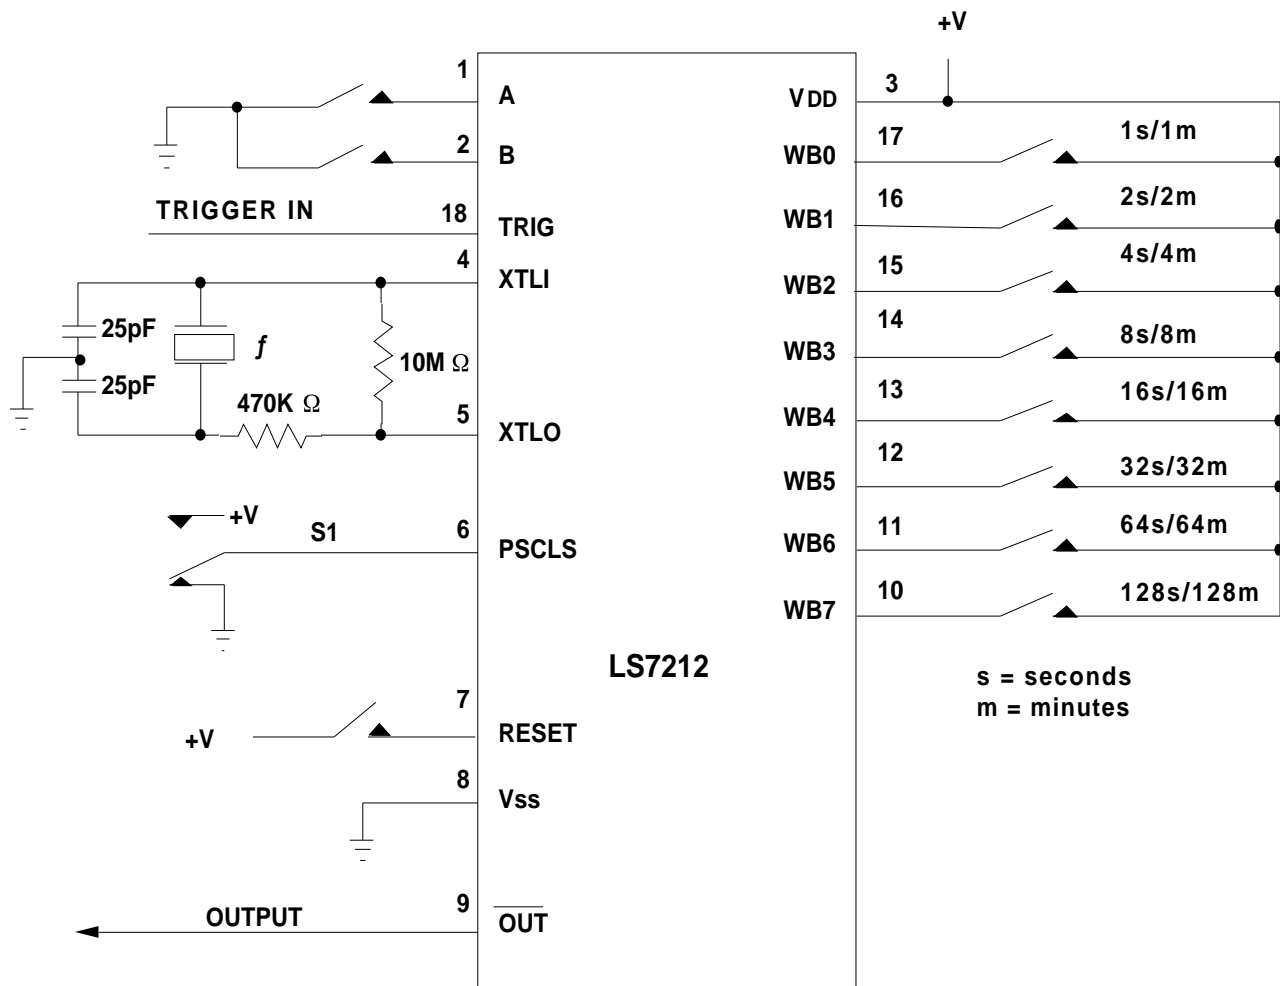 +V
1
A
2
B
TRIGGER IN
18
TRIG
4
XTLI
25pF
25pF
ƒ
10M Ω
470K Ω
5
XTLO
+V
S1
6
PSCLS
+V
7
RESET
8
Vss
OUTPUT
9
OUT
LS7212
VDD
3
WB0
17
1s/1m
WB1
16
2s/2m
WB2
15
4s/4m
WB3
14
8s/8m
WB4
13
16s/16m
WB5
12
32s/32m
WB6
11
64s/64m
WB7
10
128s/128m
s = seconds
m = minutes